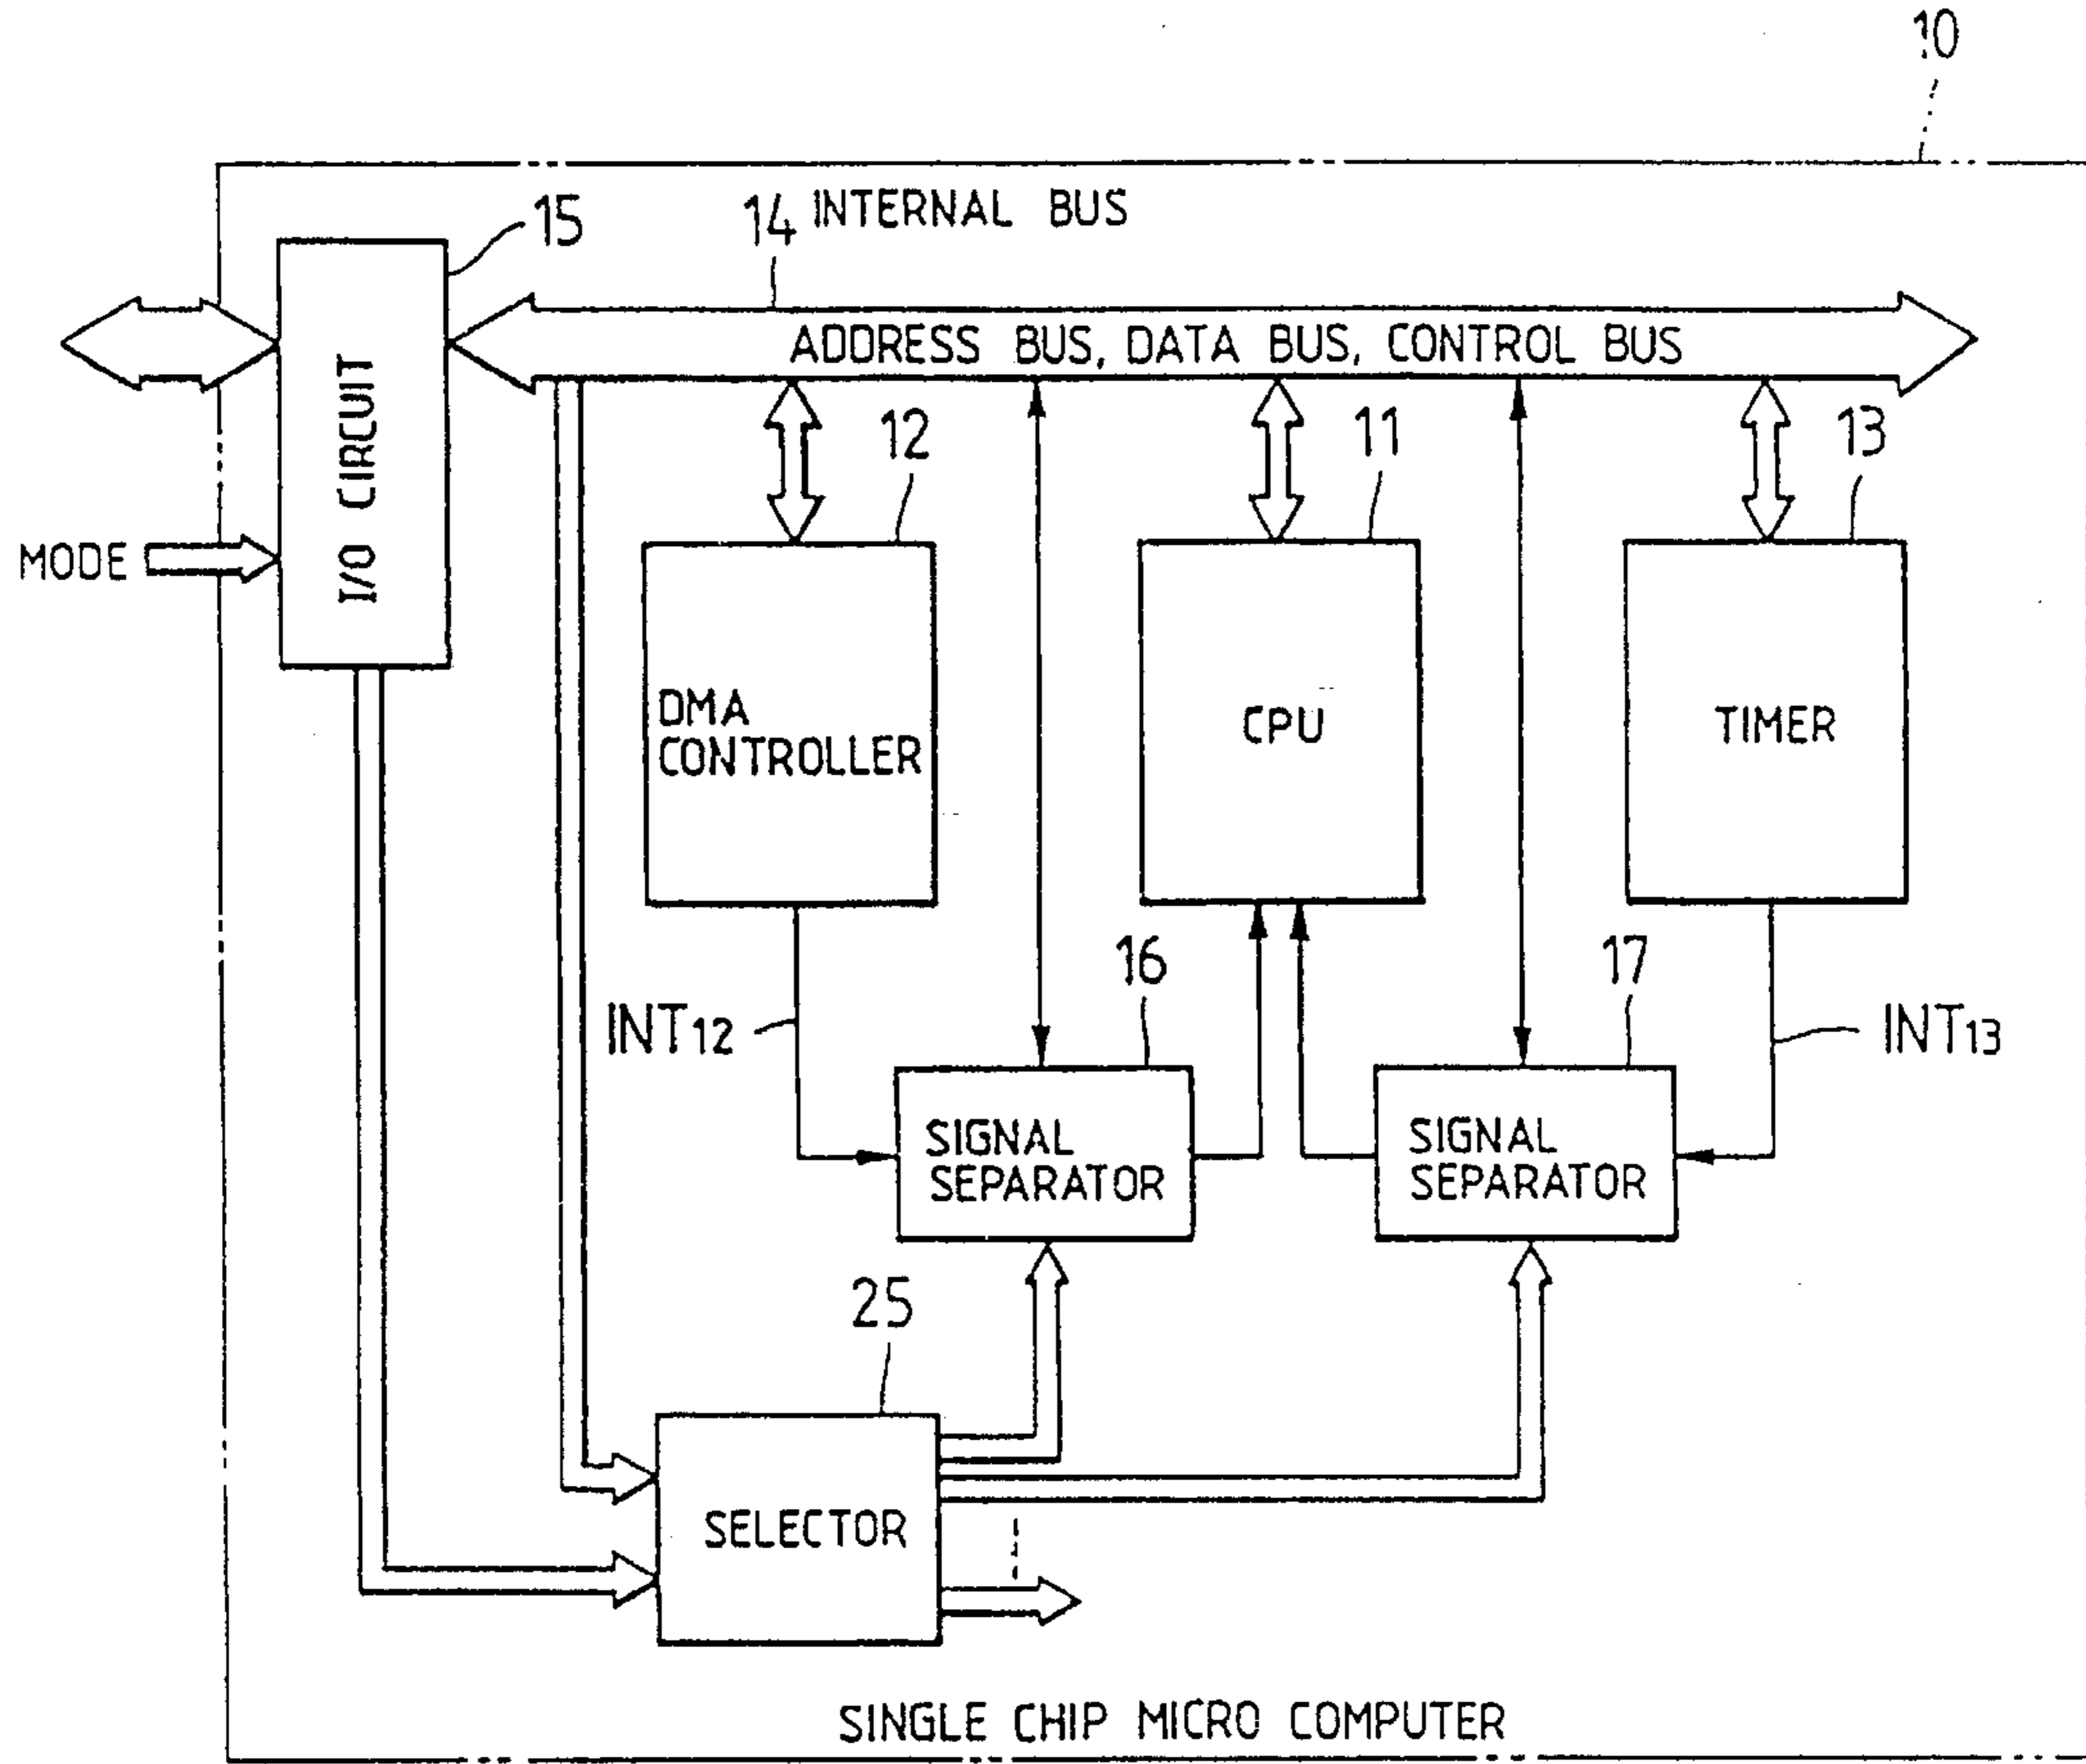 10
15
14 INTERNAL BUS
ADDRESS BUS, DATA BUS, CONTROL BUS
I/O CIRCUIT
MODE
12
11
13
DMA
CONTROLLER
CPU
TIMER
INT12
16
17
INT13
SIGNAL
SEPARATOR
SIGNAL
SEPARATOR
25
SELECTOR
SINGLE CHIP MICRO COMPUTER